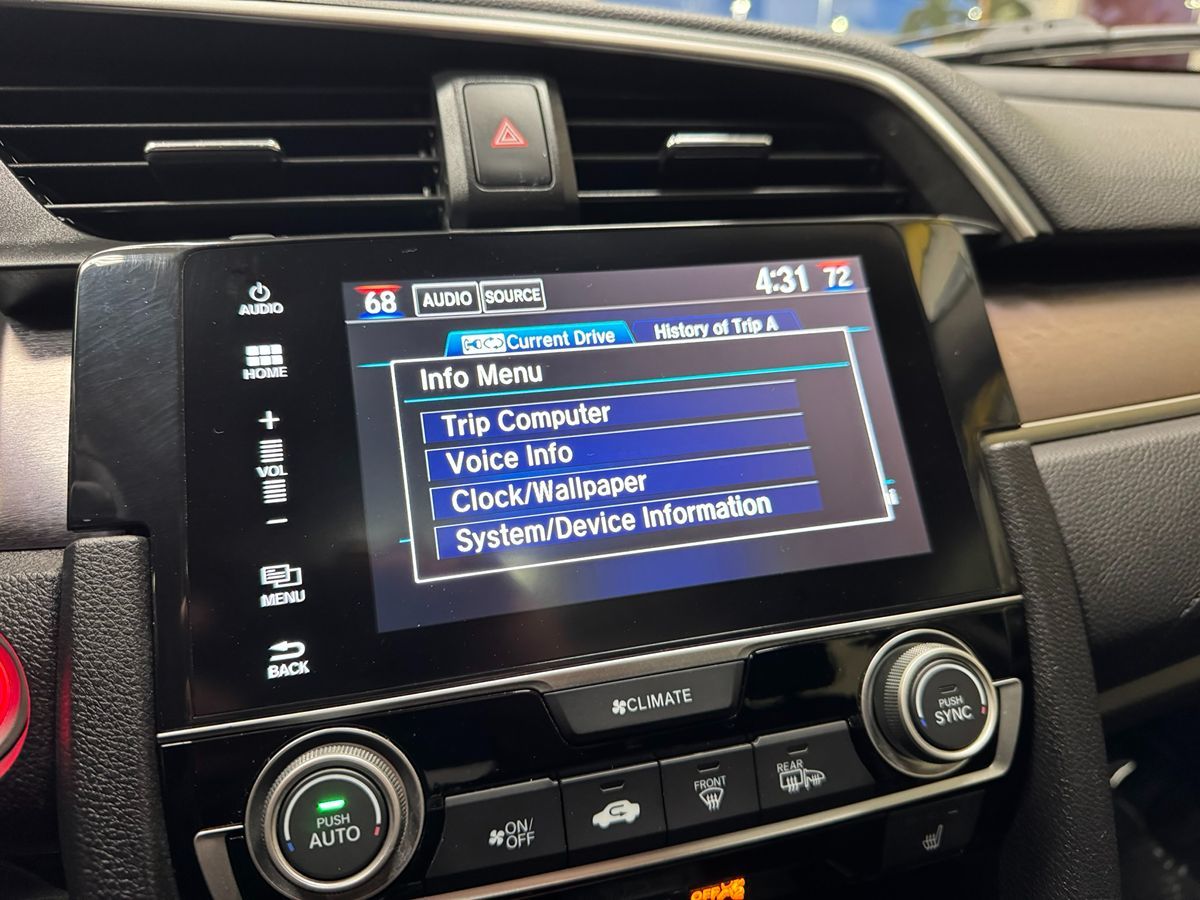 AUDIO
HOME
+
VOL
−
MENU
BACK
68 AUDIO SOURCE 4:31 72
Current Drive History of Trip A
Info Menu
Trip Computer
Voice Info
Clock/Wallpaper
System/Device Information
CLIMATE
PUSH
SYNC
PUSH
AUTO
ON/
OFF
FRONT
REAR